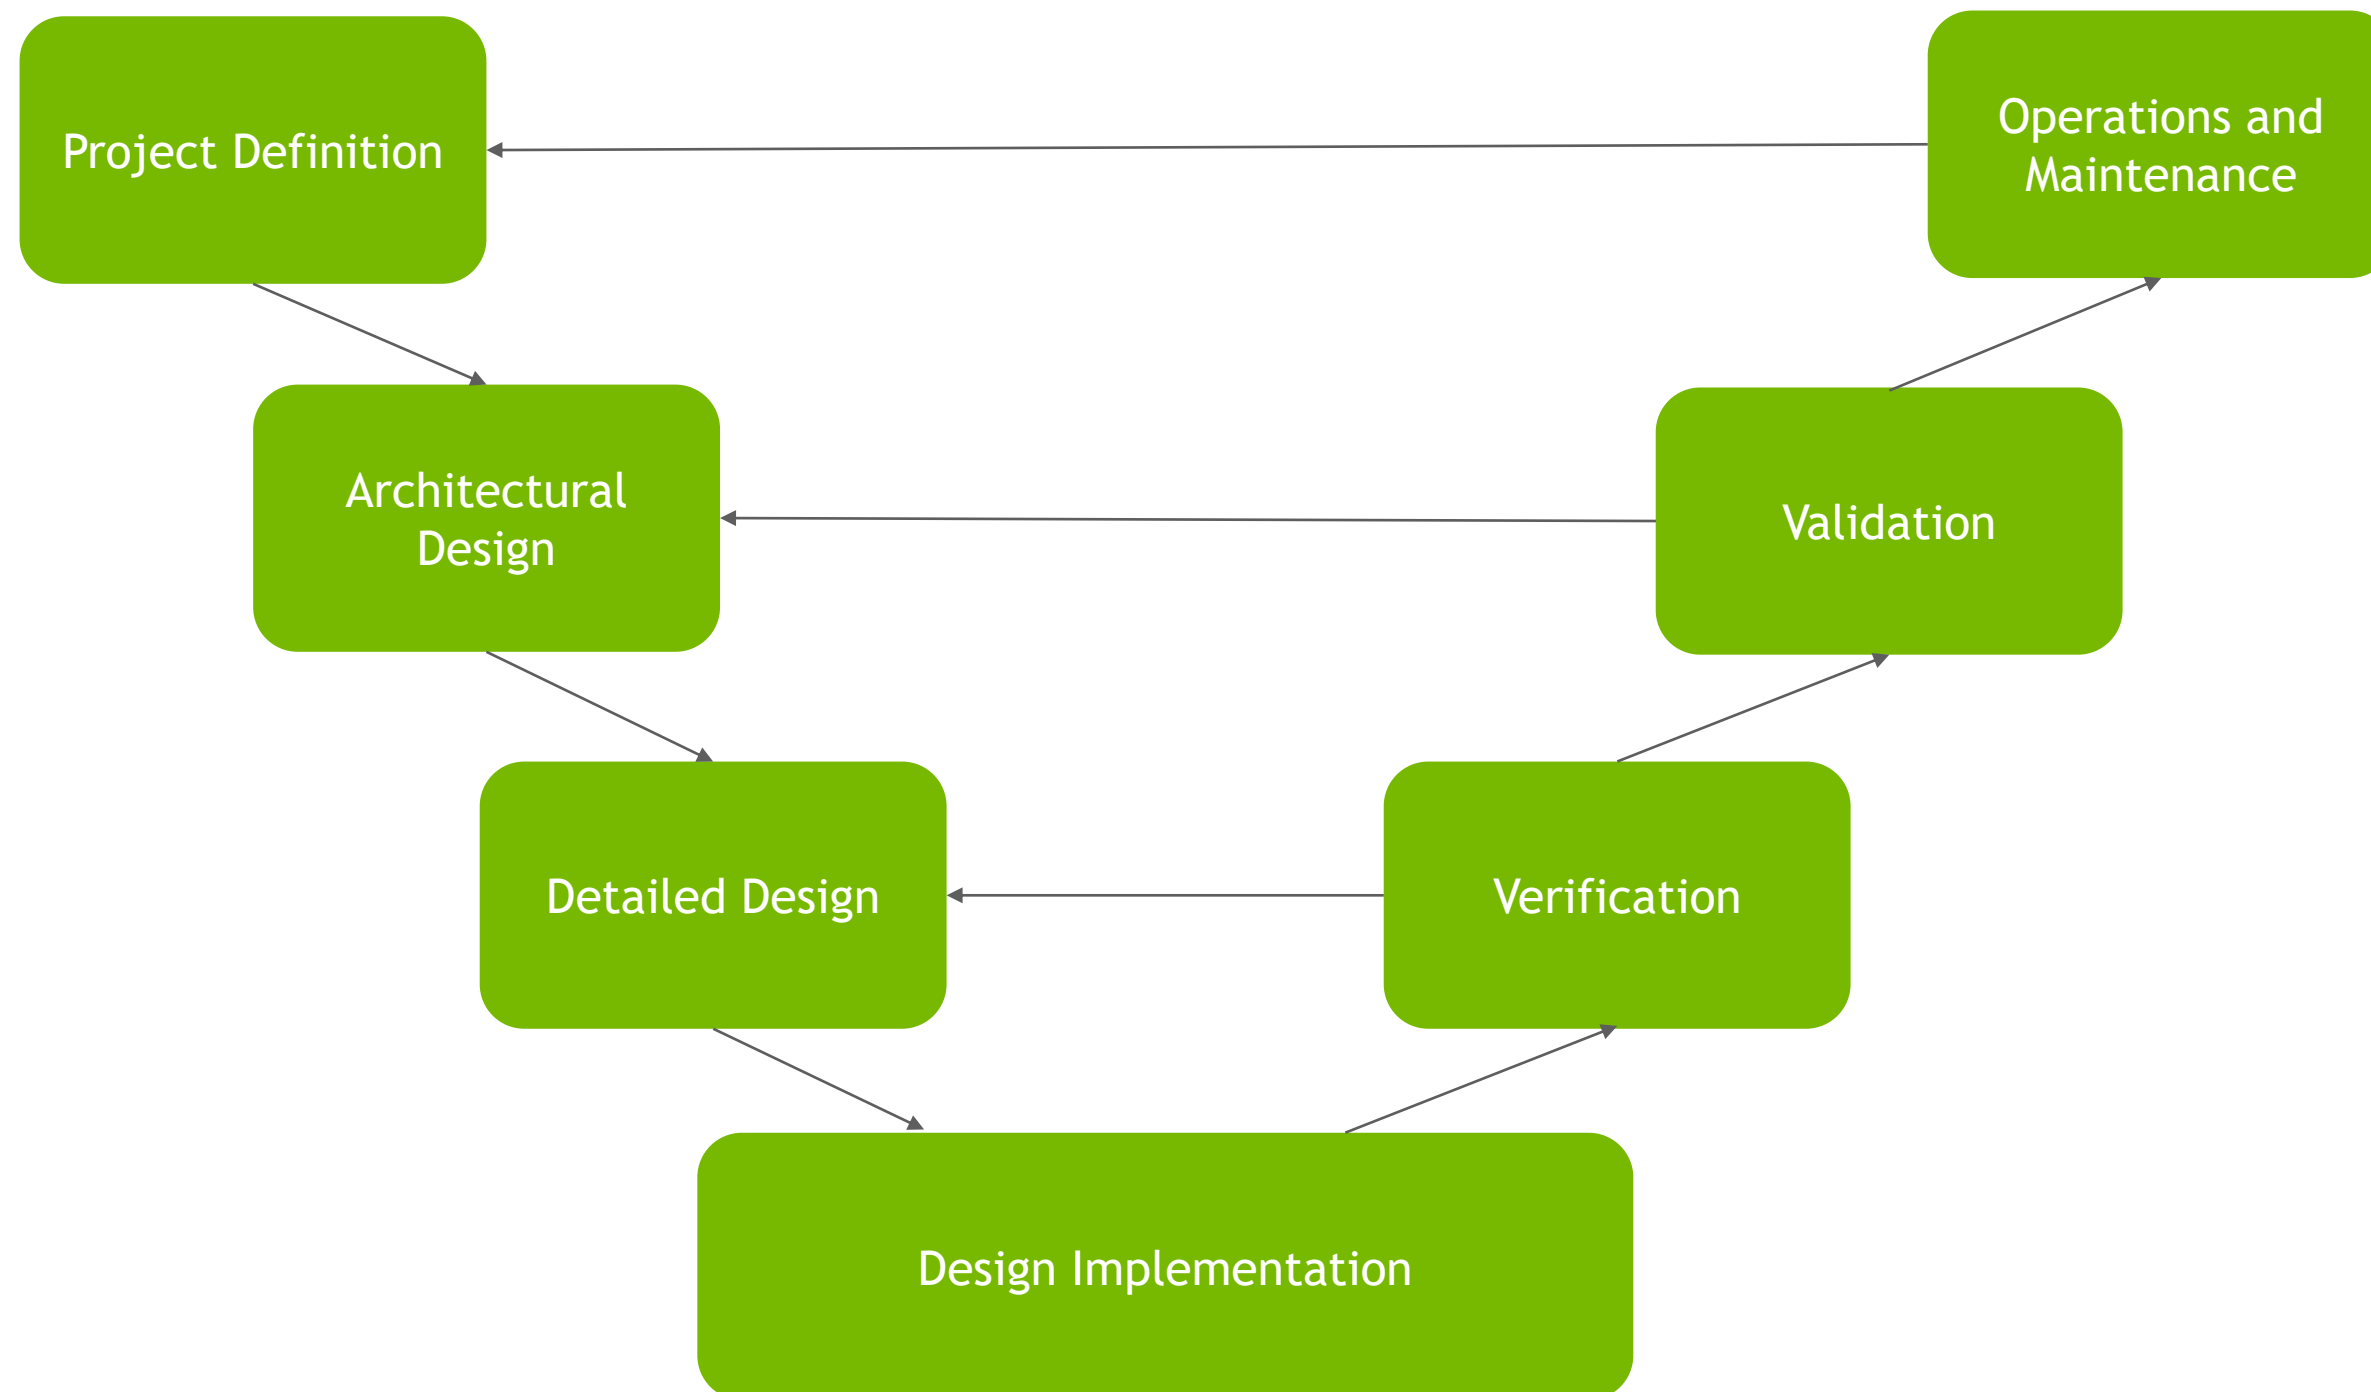 Project Definition
Operations and
Maintenance
Architectural
Design
Validation
Detailed Design
Verification
Design Implementation